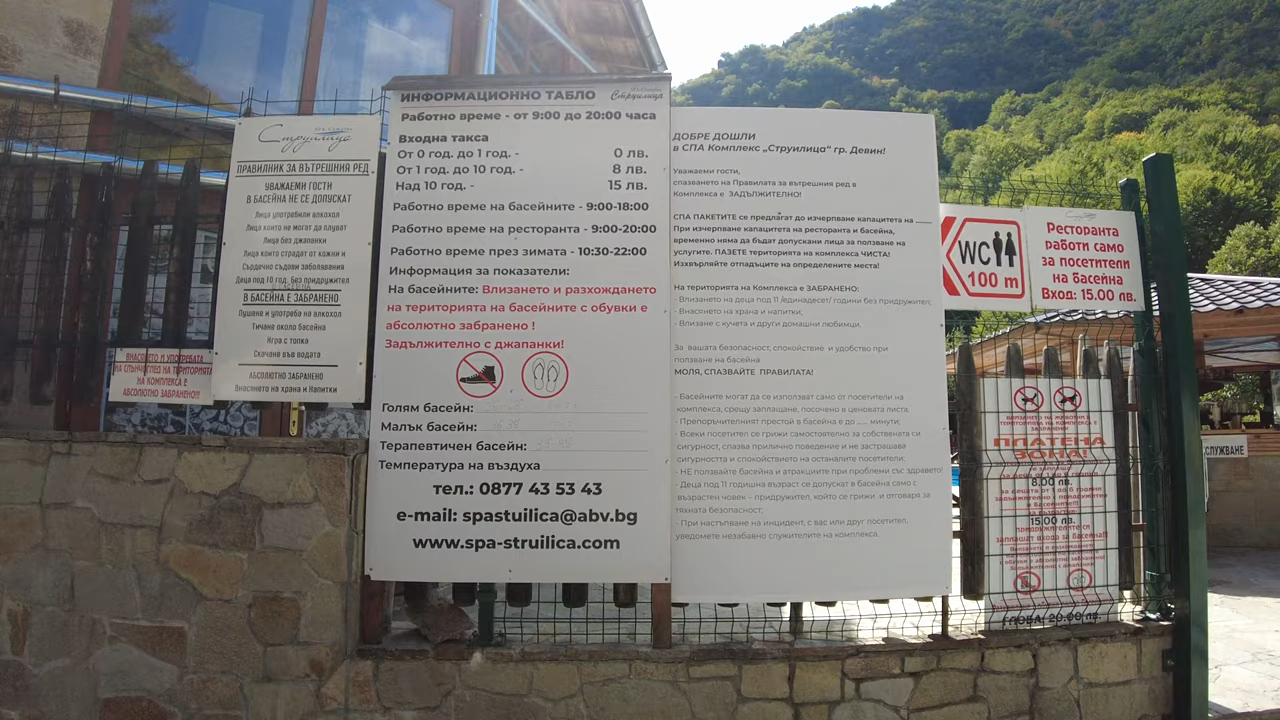 Струилица
ПРАВИЛНИК ЗА ВЪТРЕШНИЯ РЕД
УВАЖАЕМИ ГОСТИ
В БАСЕЙНА НЕ СЕ ДОПУСКАТ
Лица употребили алкохол
Лица които не могат да плуват
Лица без джапанки
Лица които страдат от кожни и
Сърдечно съдови заболявания
Деца под 10 год. без придружител
В БАСЕЙНА Е ЗАБРАНЕНО
Пушане и употреба на алкохол
Тичане около басейна
Игра с топка
Скачане във водата
АБСОЛЮТНО ЗАБРАНЕНО
Внасянето на храна и Напитки
ВНАСЯНЕТО И УПОТРЕБАТА
НА СЛЪНЧОГЛЕД НА ТЕРИТОРИЯТА
НА КОМПЛЕКСА Е
АБСОЛЮТНО ЗАБРАНЕНО!!!
ИНФОРМАЦИОННО ТАБЛО
Струилица
Работно време - от 9:00 до 20:00 часа
Входна такса
От 0 год. до 1 год. - 0 лв.
От 1 год. до 10 год. - 8 лв.
Над 10 год. - 15 лв.
Работно време на басейните - 9:00-18:00
Работно време на ресторанта - 9:00-20:00
Работно време през зимата - 10:30-22:00
Информация за показатели:
На басейните: Влизането и разхождането
на територията на басейните с обувки е
абсолютно забранено !
Задължително с джапанки!
Голям басейн:
Малък басейн:
Терапевтичен басейн:
Температура на въздуха
тел.: 0877 43 53 43
e-mail: spastuilica@abv.bg
www.spa-struilica.com
ДОБРЕ ДОШЛИ
в СПА Комплекс „Струилица“ гр. Девин!
Уважаеми гости,
спазването на Правилата за вътрешния ред в
Комплекса е ЗАДЪЛЖИТЕЛНО!
СПА ПАКЕТИТЕ се предлагат до изчерпване капацитета на ........
При изчерпване капацитета на ресторанта и басейна,
временно няма да бъдат допускани лица за ползване на
услугите. ПАЗЕТЕ територията на комплекса ЧИСТА!
Изхвърляйте отпадъците на определените места!
На територията на Комплекса е ЗАБРАНЕНО:
- Влизането на деца под 11 /единадесет/ години без придружител;
- Внасянето на храна и напитки;
- Влизане с кучета и други домашни любимци.
За вашата безопасност, спокойствие и удобство при
ползване на басейна
МОЛЯ, СПАЗВАЙТЕ ПРАВИЛАТА!
- Басейните могат да се използват само от посетители на
комплекса, срещу заплащане, посочено в ценовата листа.
- Препоръчителният престой в басейна е до ...... минути;
- Всеки посетител се грижи самостоятелно за собствената си
сигурност, спазва прилично поведение и не застрашава
сигурността и спокойствието на останалите посетители;
- НЕ ползвайте басейна и атракциите при проблеми със здравето!
- Деца под 11 годишна възраст се допускат в басейна само с
възрастен човек – придружител, който се грижи и отговаря за
тяхната безопасност;
- При настъпване на инцидент, с вас или друг посетител,
уведомете незабавно служителите на комплекса.
WC
100 m
Ресторанта
работи само
за посетители
на басейна
Вход: 15.00 лв.
ПЛАТЕНА
ЗОНА!
8.00 лв.
15.00 лв.
заплащат входа за басейна!!
ГЛОБА 20.00 лв.
СЛУЖВАНЕ